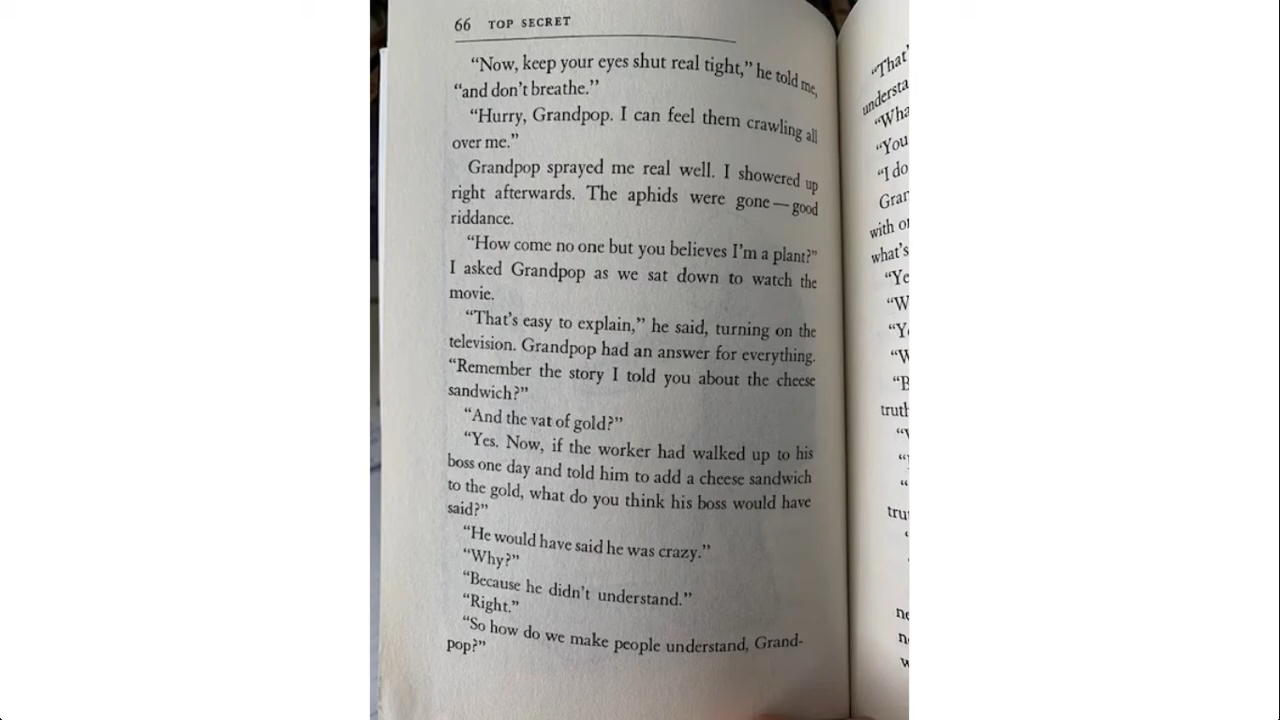 66 TOP SECRET
“Now, keep your eyes shut real tight,” he told me,
“and don’t breathe.”
“Hurry, Grandpop. I can feel them crawling all
over me.”
Grandpop sprayed me real well. I showered up
right afterwards. The aphids were gone — good
riddance.
“How come no one but you believes I’m a plant?”
I asked Grandpop as we sat down to watch the
movie.
“That’s easy to explain,” he said, turning on the
television. Grandpop had an answer for everything.
“Remember the story I told you about the cheese
sandwich?”
“And the vat of gold?”
“Yes. Now, if the worker had walked up to his
boss one day and told him to add a cheese sandwich
to the gold, what do you think his boss would have
said?”
“He would have said he was crazy.”
“Why?”
“Because he didn’t understand.”
“Right.”
“So how do we make people understand, Grand-
pop?”
“That’
“You
“I do
with
what’s